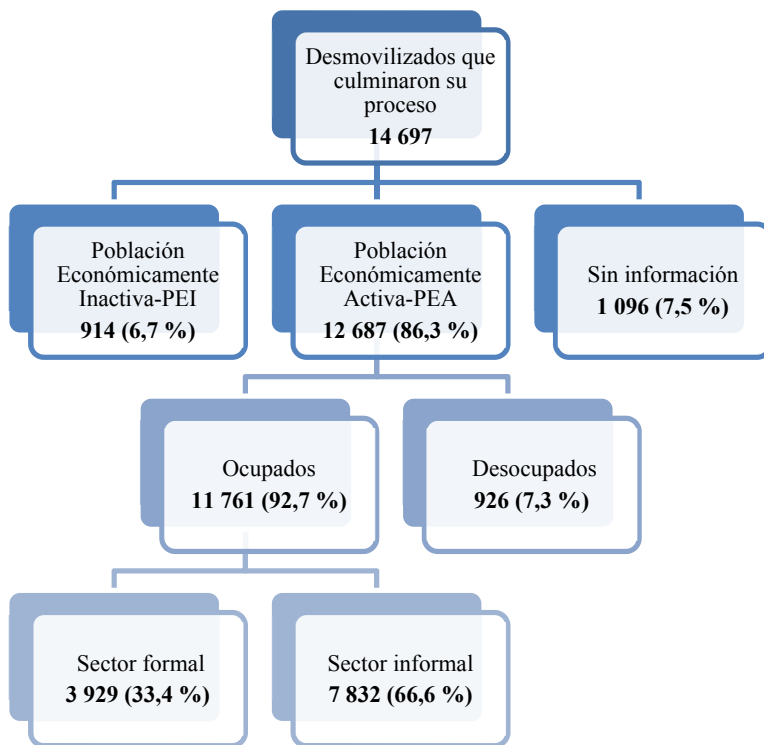 Desmovilizados que
culminaron su
proceso
14 697
Población
Económicamente
Inactiva-PEI
914 (6,7 %)
Población
Económicamente
Activa-PEA
12 687 (86,3 %)
Sin información
1 096 (7,5 %)
Ocupados
11 761 (92,7 %)
Desocupados
926 (7,3 %)
Sector formal
3 929 (33,4 %)
Sector informal
7 832 (66,6 %)